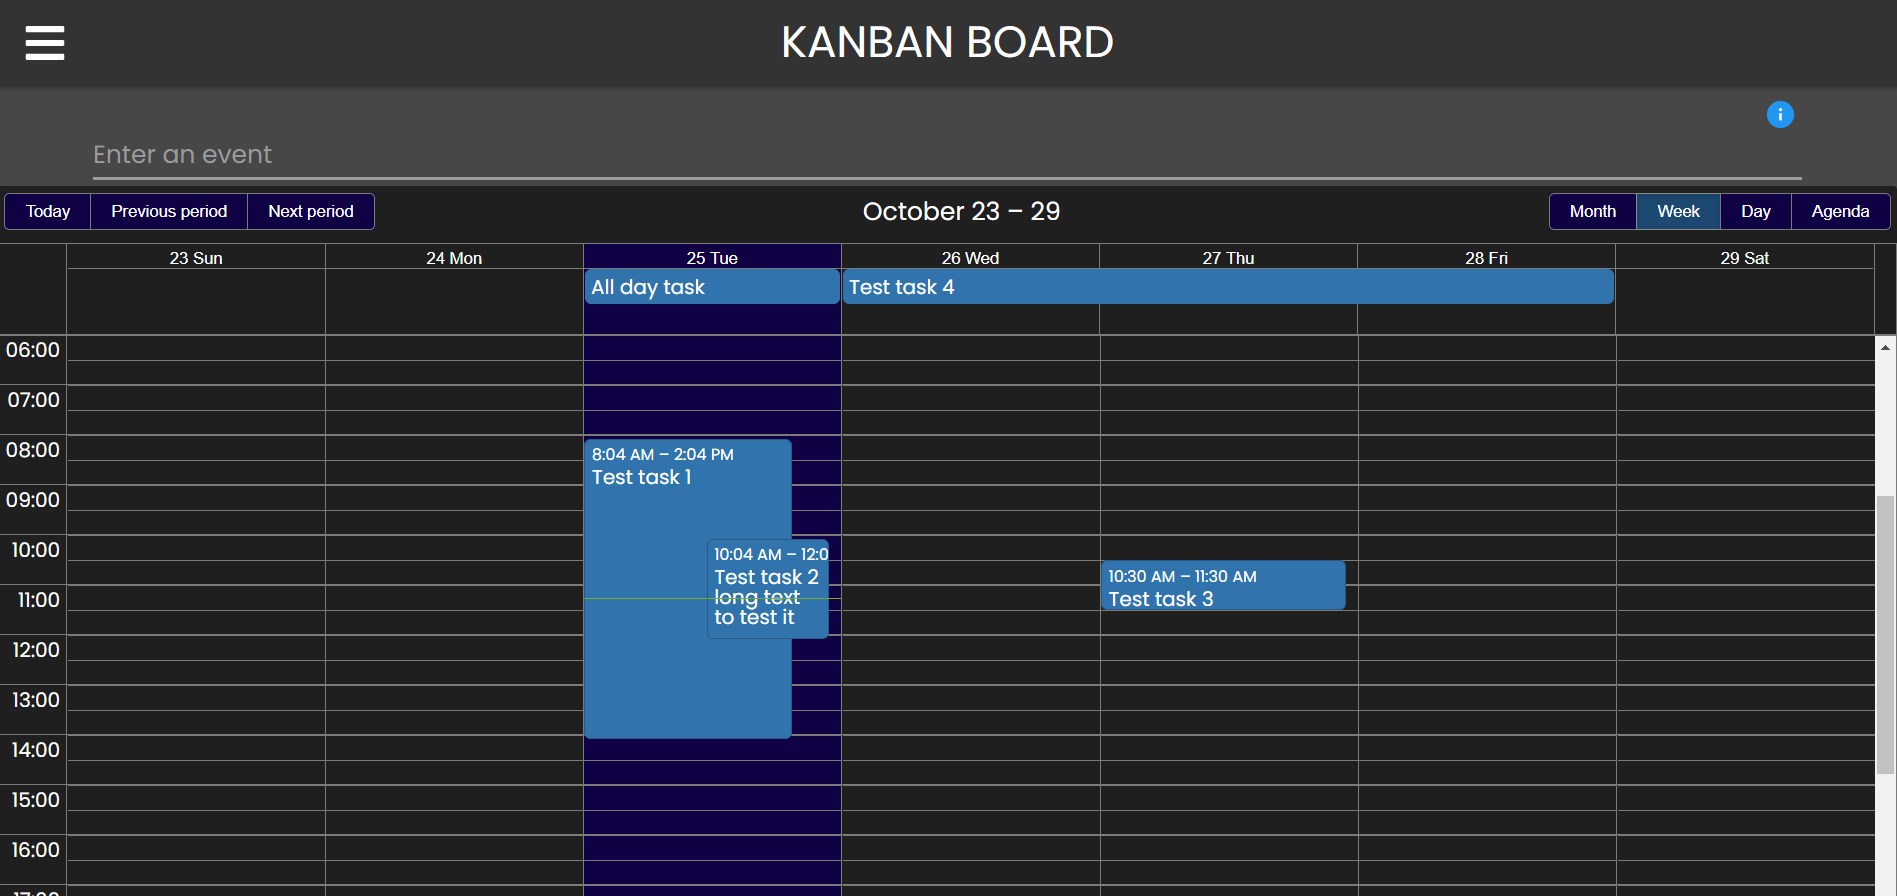 KANBAN BOARD
Enter an event
Today Previous period Next period
October 23 – 29
Month Week Day Agenda
23 Sun 24 Mon 25 Tue 26 Wed 27 Thu 28 Fri 29 Sat
All day task
Test task 4
06:00
07:00
08:00
8:04 AM – 2:04 PM
Test task 1
09:00
10:00
10:04 AM – 12:0
Test task 2
long text
to test it
10:30 AM – 11:30 AM
Test task 3
11:00
12:00
13:00
14:00
15:00
16:00
17:00